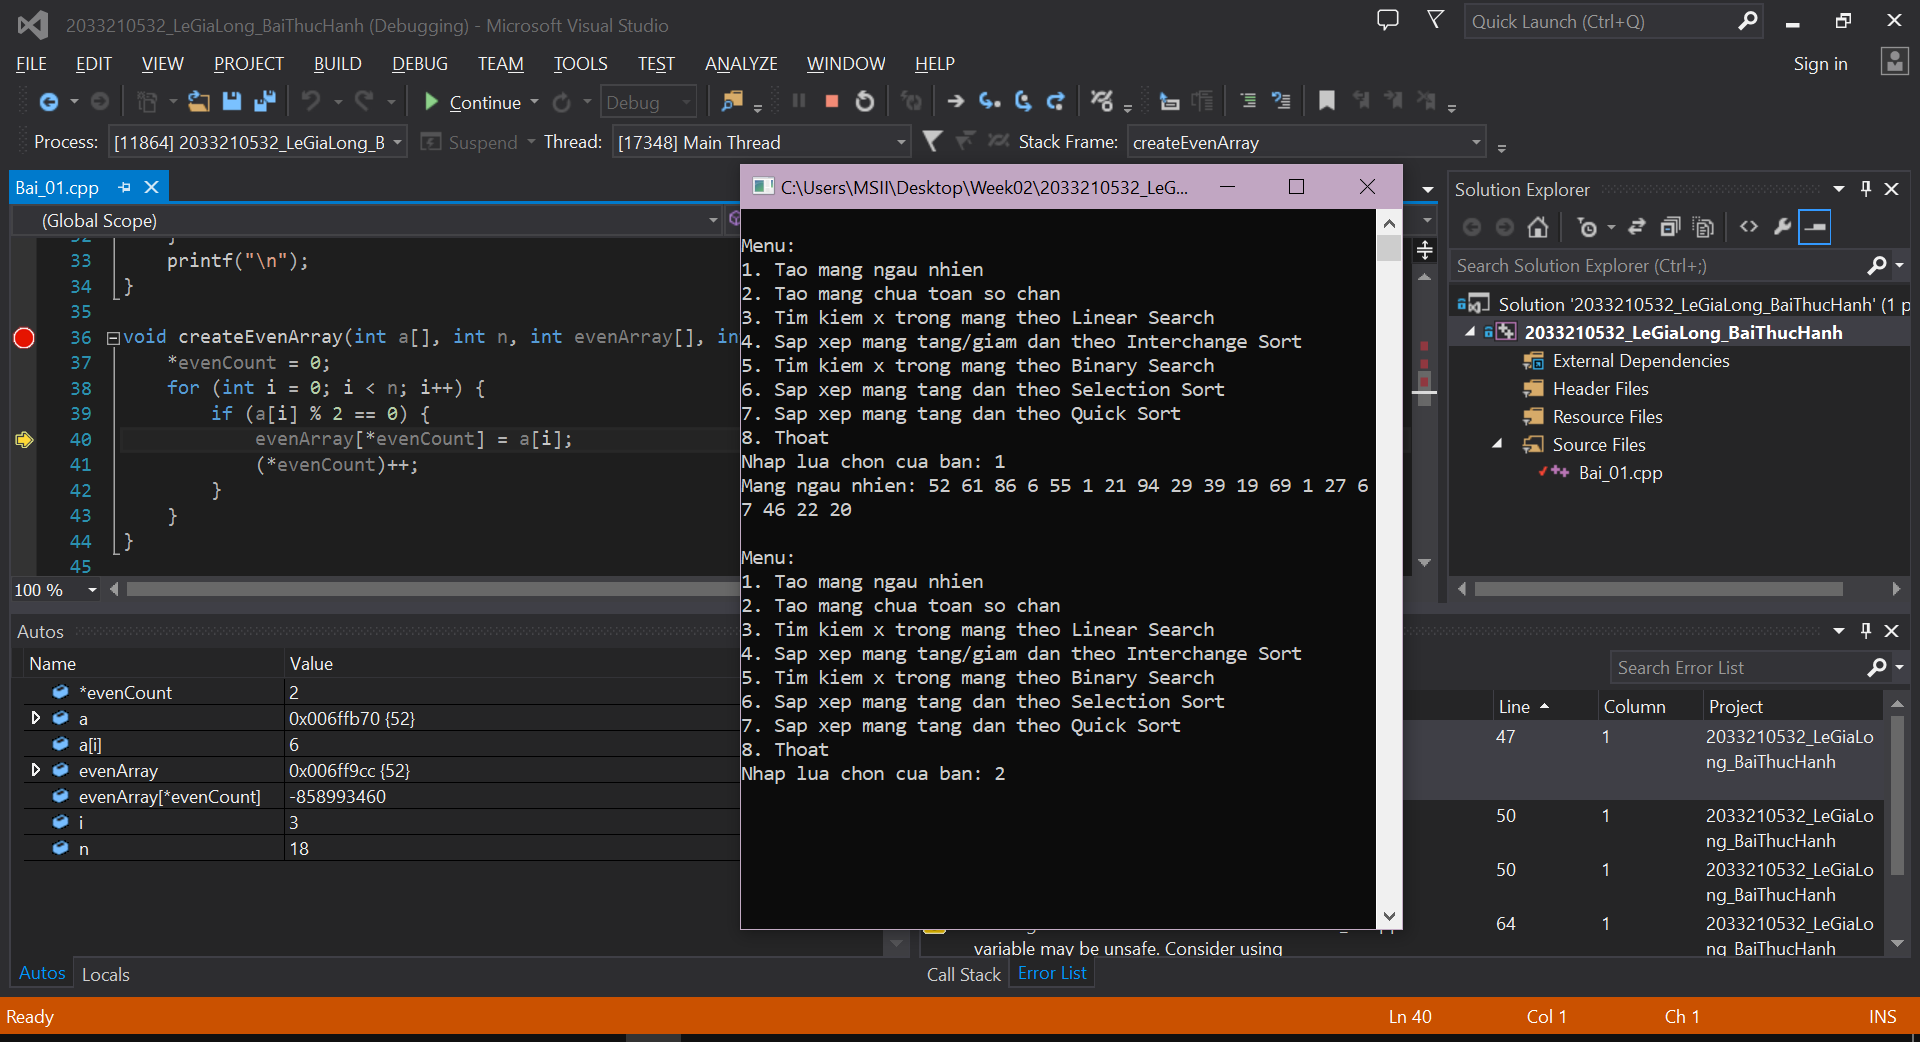 2033210532_LeGiaLong_BaiThucHanh (Debugging) - Microsoft Visual Studio
Quick Launch (Ctrl+Q)
FILE EDIT VIEW PROJECT BUILD DEBUG TEAM TOOLS TEST ANALYZE WINDOW HELP
Sign in
Continue Debug
Process: [11864] 2033210532_LeGiaLong_B Suspend Thread: [17348] Main Thread Stack Frame: createEvenArray
Bai_01.cpp
(Global Scope)
32 }
33 printf("\n");
34 }
35
36 void createEvenArray(int a[], int n, int evenArray[], in
37 *evenCount = 0;
38 for (int i = 0; i < n; i++) {
39 if (a[i] % 2 == 0) {
40 evenArray[*evenCount] = a[i];
41 (*evenCount)++;
42 }
43 }
44 }
45
100 %
C:\Users\MSII\Desktop\Week02\2033210532_LeG...
Menu:
1. Tao mang ngau nhien
2. Tao mang chua toan so chan
3. Tim kiem x trong mang theo Linear Search
4. Sap xep mang tang/giam dan theo Interchange Sort
5. Tim kiem x trong mang theo Binary Search
6. Sap xep mang tang dan theo Selection Sort
7. Sap xep mang tang dan theo Quick Sort
8. Thoat
Nhap lua chon cua ban: 1
Mang ngau nhien: 52 61 86 6 55 1 21 94 29 39 19 69 1 27 6
7 46 22 20
Menu:
1. Tao mang ngau nhien
2. Tao mang chua toan so chan
3. Tim kiem x trong mang theo Linear Search
4. Sap xep mang tang/giam dan theo Interchange Sort
5. Tim kiem x trong mang theo Binary Search
6. Sap xep mang tang dan theo Selection Sort
7. Sap xep mang tang dan theo Quick Sort
8. Thoat
Nhap lua chon cua ban: 2
Solution Explorer
Search Solution Explorer (Ctrl+;)
Solution '2033210532_LeGiaLong_BaiThucHanh' (1 p
2033210532_LeGiaLong_BaiThucHanh
External Dependencies
Header Files
Resource Files
Source Files
Bai_01.cpp
Autos
Name Value
*evenCount 2
a 0x006ffb70 {52}
a[i] 6
evenArray 0x006ff9cc {52}
evenArray[*evenCount] -858993460
i 3
n 18
Autos Locals
Search Error List
Line Column Project
47 1 2033210532_LeGiaLo
ng_BaiThucHanh
50 1 2033210532_LeGiaLo
ng_BaiThucHanh
50 1 2033210532_LeGiaLo
ng_BaiThucHanh
64 1 2033210532_LeGiaLo
ng_BaiThucHanh
variable may be unsafe. Consider using
Call Stack Error List
Ready Ln 40 Col 1 Ch 1 INS